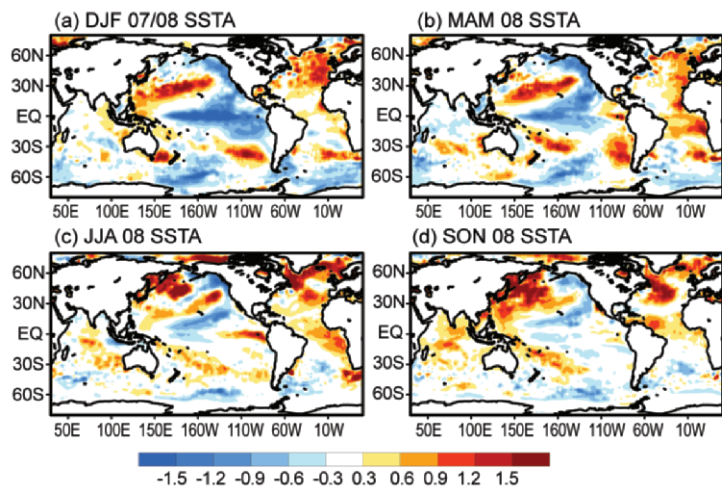 (a) DJF 07/08 SSTA
(b) MAM 08 SSTA
60N 60N
30N 30N
EQ EQ
30S 30S
60S 60S
50E 100E 150E 160W 110W 60W 10W 50E 100E 150E 160W 110W 60W 10W
(c) JJA 08 SSTA
(d) SON 08 SSTA
60N 60N
30N 30N
EQ EQ
30S 30S
60S 60S
50E 100E 150E 160W 110W 60W 10W 50E 100E 150E 160W 110W 60W 10W
-1.5 -1.2 -0.9 -0.6 -0.3 0.3 0.6 0.9 1.2 1.5